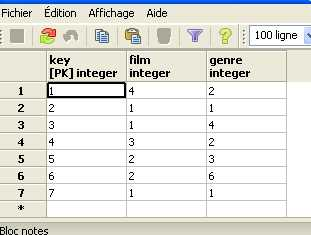 Fichier Édition Affichage Aide
100 ligne
key film genre
[PK] integer integer integer
1 1 4 2
2 2 1 1
3 3 1 4
4 4 3 2
5 5 2 3
6 6 2 6
7 7 1 1
*
Bloc notes